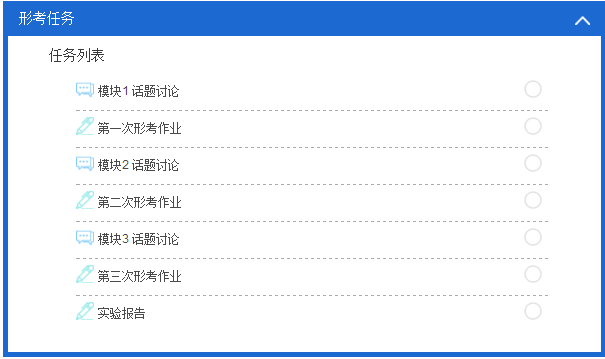 形考任务
任务列表
模块1 话题讨论
第一次形考作业
模块2 话题讨论
第二次形考作业
模块3 话题讨论
第三次形考作业
实验报告